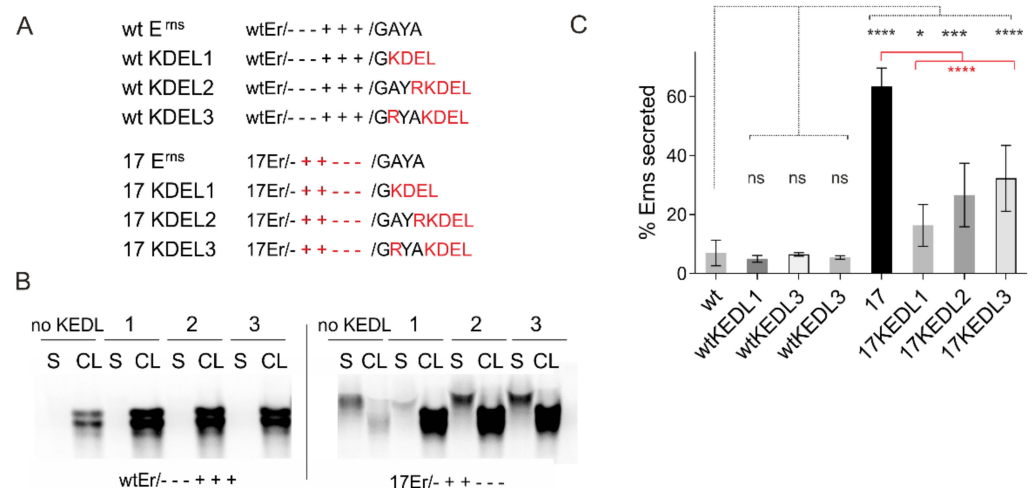 A
wt Eʳⁿˢ wtEr/- - - + + + /GAYA
wt KDEL1 wtEr/- - - + + + /GKDEL
wt KDEL2 wtEr/- - - + + + /GAYRKDEL
wt KDEL3 wtEr/- - - + + + /GRYAKDEL
17 Eʳⁿˢ 17Er/- + + - - - /GAYA
17 KDEL1 17Er/- + + - - - /GKDEL
17 KDEL2 17Er/- + + - - - /GAYRKDEL
17 KDEL3 17Er/- + + - - - /GRYAKDEL
B
no KEDL 1 2 3 no KEDL 1 2 3
S CL S CL S CL S CL S CL S CL S CL S CL
wtEr/- - - + + + 17Er/- + + - - -
C
**** * *** ****
****
ns ns ns
% Erns secreted
60
40
20
0
wt wtKEDL1 wtKEDL3 wtKEDL3 17 17KEDL1 17KEDL2 17KEDL3